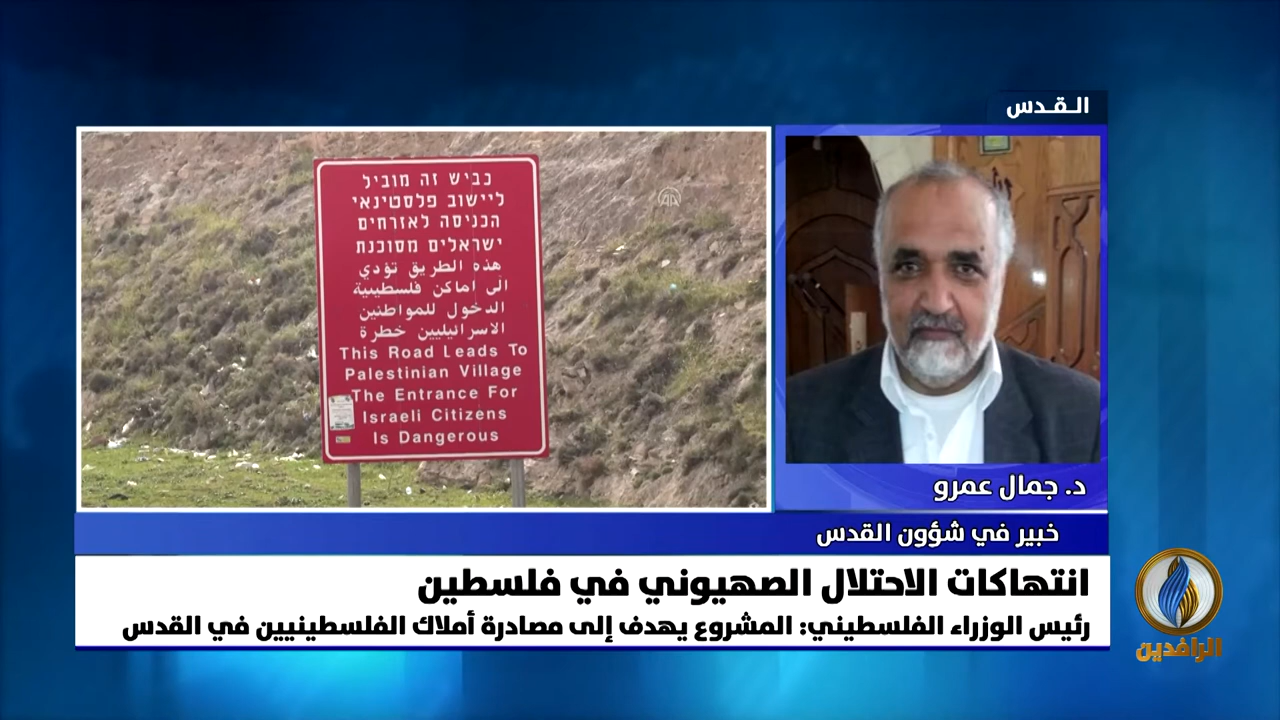 القدس
כביש זה מוביל
ליישוב פלסטינאי
הכניסה לאזרחים
ישראלים מסוכנת
هذه الطريق تؤدي
الى اماكن فلسطينية
الدخول للمواطنين
الاسرائيليين خطرة
This Road Leads To
Palestinian Village
The Entrance For
Israeli Citizens
Is Dangerous
AA
د. جمال عمرو
خبير في شؤون القدس
انتهاكات الاحتلال الصهيوني في فلسطين
رئيس الوزراء الفلسطيني: المشروع يهدف إلى مصادرة أملاك الفلسطينيين في القدس
الرافدين